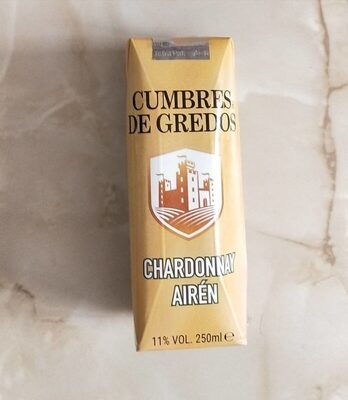 CUMBRES
DE GREDOS
CHARDONNAY
AIRÉN
11% VOL. 250ml ℮